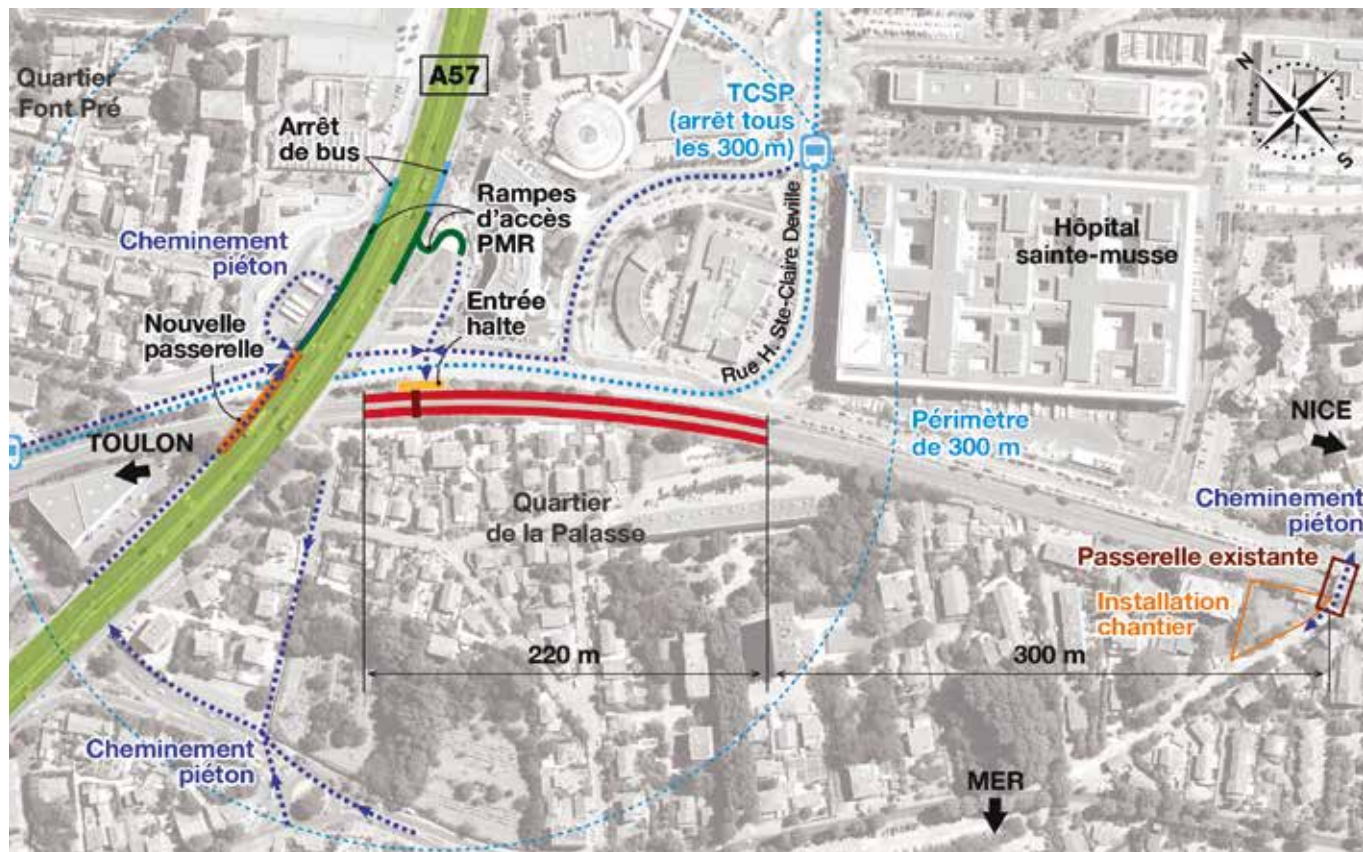 Quartier
Font Pré
A57
Arrêt
de bus
TCSP
(arrêt tous
les 300 m)
N
S
Rampes
d'accès
PMR
Cheminement
piéton
Hôpital
sainte-musse
Entrée
halte
Nouvelle
passerelle
Rue H. Ste-Claire Deville
TOULON
Périmètre
de 300 m
NICE
Quartier
de la Palasse
Cheminement
piéton
Passerelle existante
Installation
chantier
220 m
300 m
Cheminement
piéton
MER